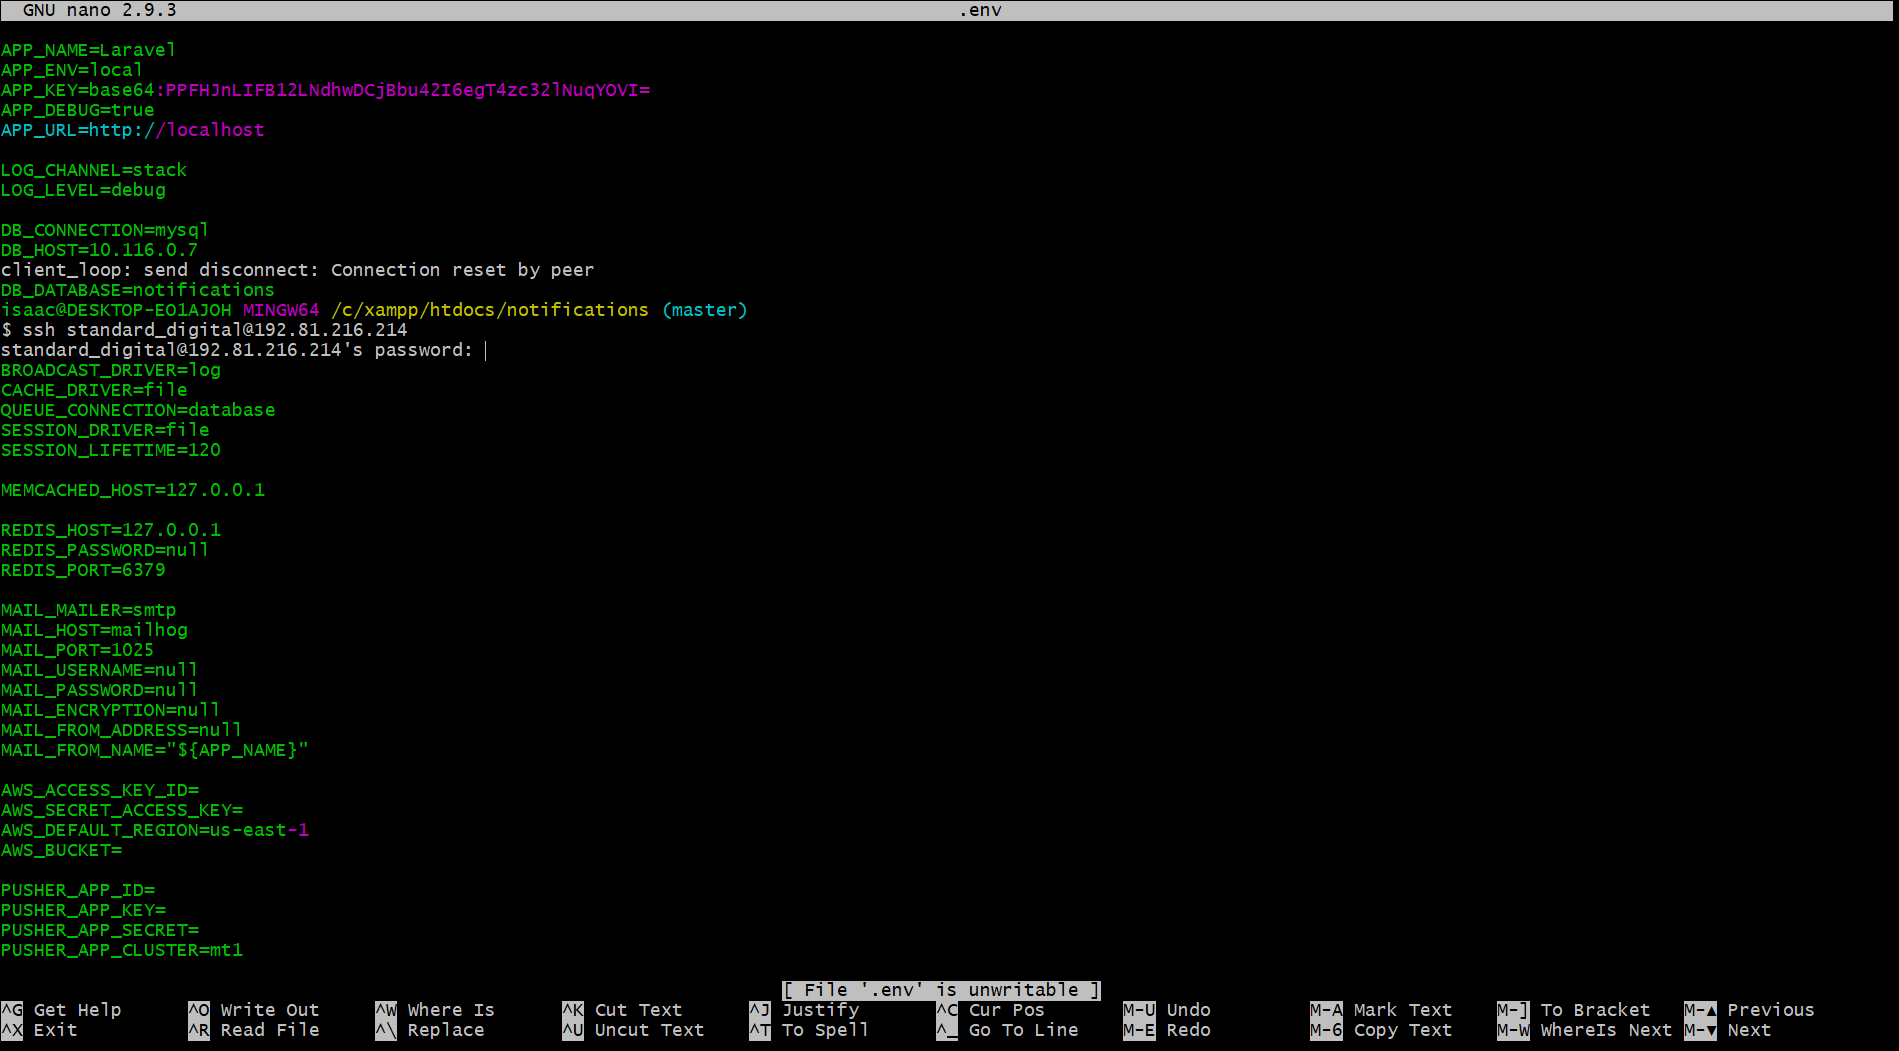 GNU nano 2.9.3 .env
APP_NAME=Laravel
APP_ENV=local
APP_KEY=base64:PPFHJnLIFB12LNdhwDCjBbu42I6egT4zc32lNuqYOVI=
APP_DEBUG=true
APP_URL=http://localhost
LOG_CHANNEL=stack
LOG_LEVEL=debug
DB_CONNECTION=mysql
DB_HOST=10.116.0.7
client_loop: send disconnect: Connection reset by peer
DB_DATABASE=notifications
isaac@DESKTOP-EO1AJOH MINGW64 /c/xampp/htdocs/notifications (master)
$ ssh standard_digital@192.81.216.214
standard_digital@192.81.216.214's password:
BROADCAST_DRIVER=log
CACHE_DRIVER=file
QUEUE_CONNECTION=database
SESSION_DRIVER=file
SESSION_LIFETIME=120
MEMCACHED_HOST=127.0.0.1
REDIS_HOST=127.0.0.1
REDIS_PASSWORD=null
REDIS_PORT=6379
MAIL_MAILER=smtp
MAIL_HOST=mailhog
MAIL_PORT=1025
MAIL_USERNAME=null
MAIL_PASSWORD=null
MAIL_ENCRYPTION=null
MAIL_FROM_ADDRESS=null
MAIL_FROM_NAME="${APP_NAME}"
AWS_ACCESS_KEY_ID=
AWS_SECRET_ACCESS_KEY=
AWS_DEFAULT_REGION=us-east-1
AWS_BUCKET=
PUSHER_APP_ID=
PUSHER_APP_KEY=
PUSHER_APP_SECRET=
PUSHER_APP_CLUSTER=mt1
[ File '.env' is unwritable ]
^G Get Help ^O Write Out ^W Where Is ^K Cut Text ^J Justify ^C Cur Pos M-U Undo M-A Mark Text M-] To Bracket M-▲ Previous
^X Exit ^R Read File ^\ Replace ^U Uncut Text ^T To Spell ^_ Go To Line M-E Redo M-6 Copy Text M-W WhereIs Next M-▼ Next